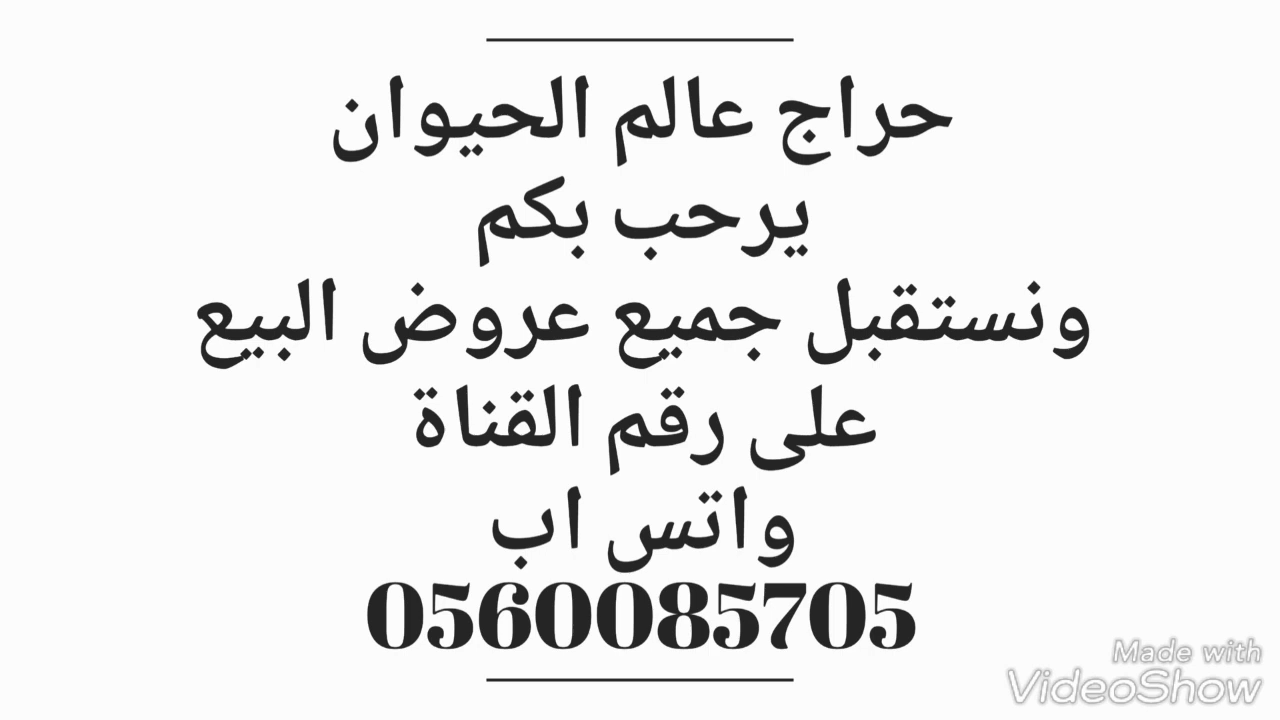 حراج عالم الحيوان
يرحب بكم
ونستقبل جميع عروض البيع
على رقم القناة
واتس اب
0560085705
Made with
VideoShow